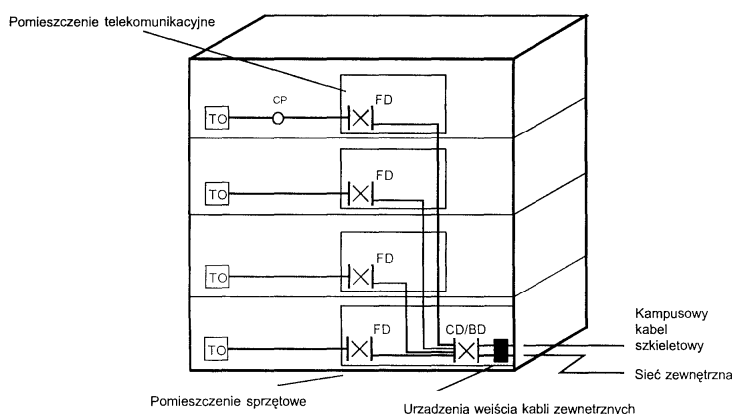 Pomieszczenie telekomunikacyjne
CP
FD
TO
FD
TO
FD
TO
FD
CD/BD
TO
Kampusowy
kabel
szkieletowy
Sieć zewnętrzna
Pomieszczenie sprzętowe
Urzadzenia weiścia kabli zewnetrznych